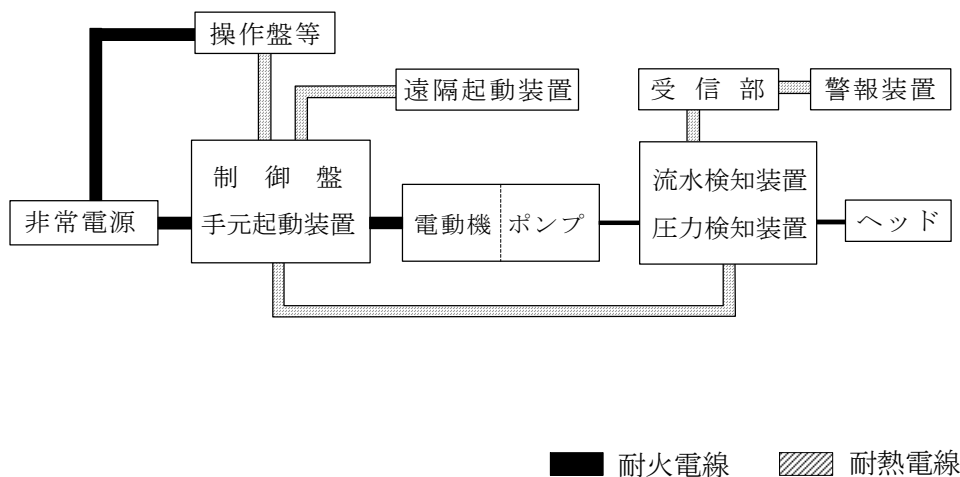 操作盤等
遠隔起動装置
受信部
警報装置
制御盤
手元起動装置
非常電源
電動機
ポンプ
流水検知装置
圧力検知装置
ヘッド
耐火電線
耐熱電線